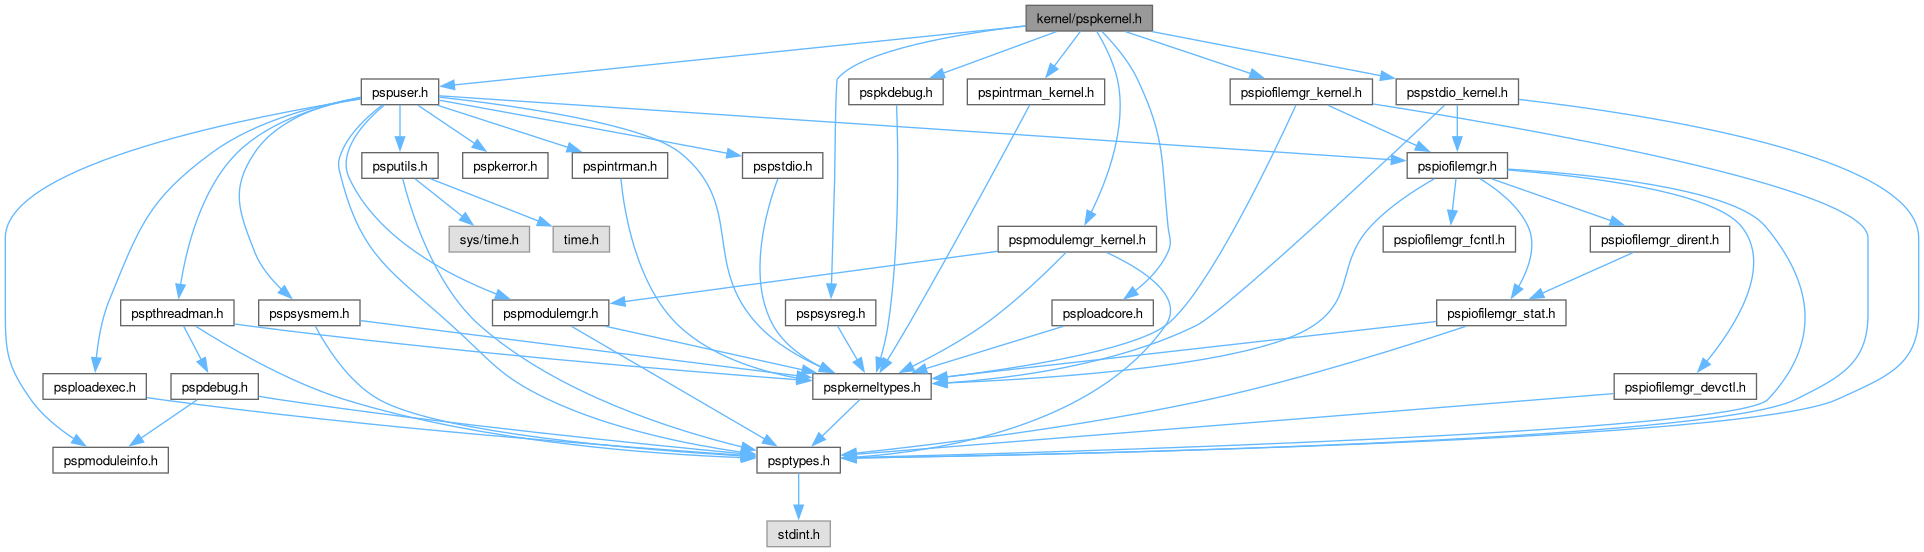 kernel/pspkernel.h
pspuser.h
pspkdebug.h
pspintrman_kernel.h
pspiofilemgr_kernel.h
pspstdio_kernel.h
psputils.h
pspkerror.h
pspintrman.h
pspstdio.h
pspiofilemgr.h
sys/time.h
time.h
pspmodulemgr_kernel.h
pspiofilemgr_fcntl.h
pspiofilemgr_dirent.h
pspthreadman.h
pspsysmem.h
pspmodulemgr.h
pspsysreg.h
psploadcore.h
pspiofilemgr_stat.h
psploadexec.h
pspdebug.h
pspkerneltypes.h
pspiofilemgr_devctl.h
pspmoduleinfo.h
psptypes.h
stdint.h